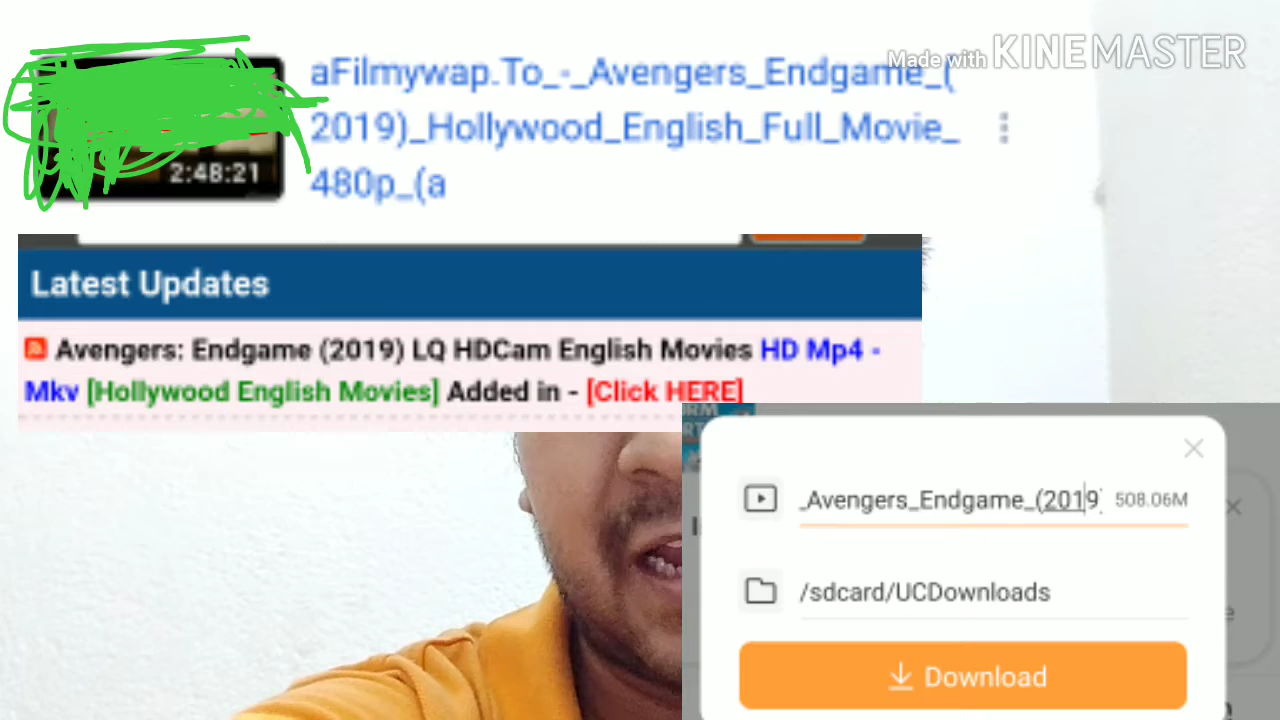 Made with KINEMASTER
aFilmywap.To_-_Avengers_Endgame_(
2019)_Hollywood_English_Full_Movie_
480p_(a
2:48:21
Latest Updates
Avengers: Endgame (2019) LQ HDCam English Movies HD Mp4 -
Mkv [Hollywood English Movies] Added in - [Click HERE]
_Avengers_Endgame_(2019 508.06M
/sdcard/UCDownloads
Download